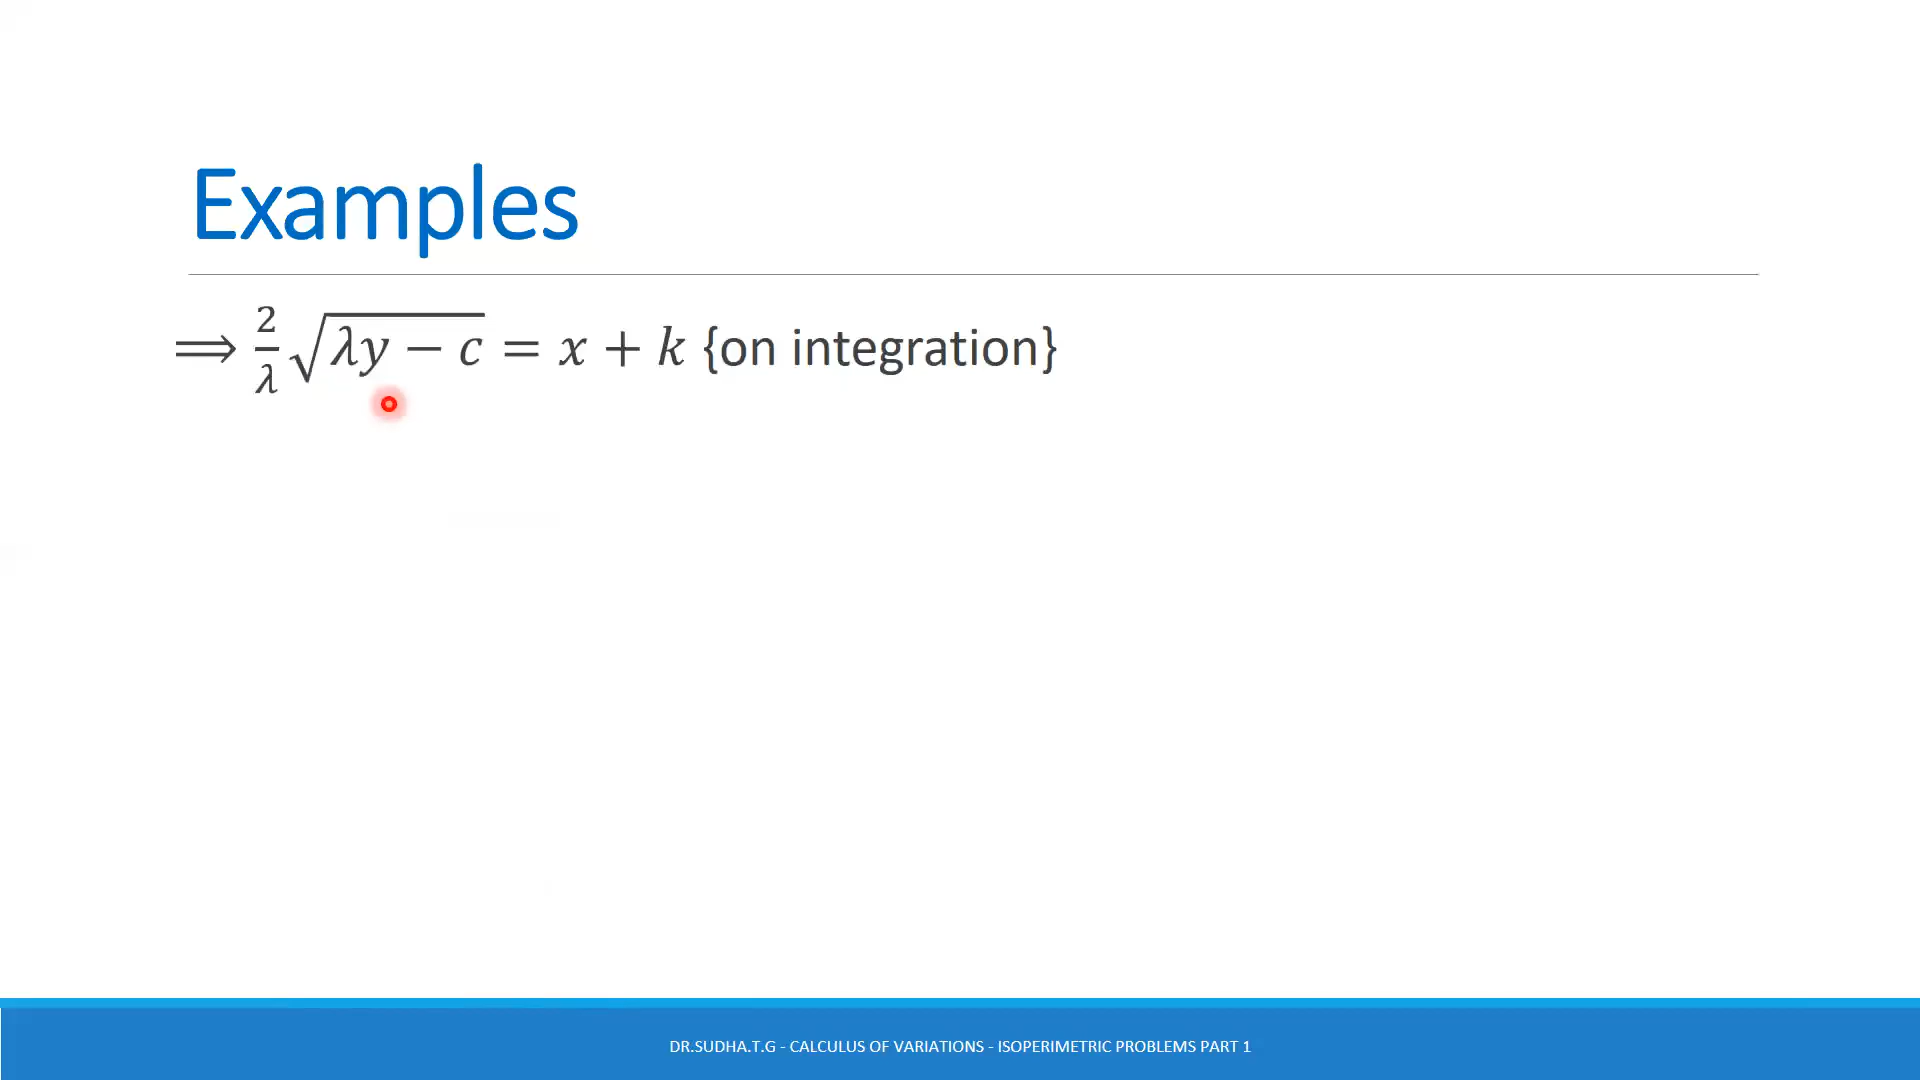 Examples
⟹ 2/λ √(λy − c) = x + k {on integration}
DR.SUDHA.T.G - CALCULUS OF VARIATIONS - ISOPERIMETRIC PROBLEMS PART 1